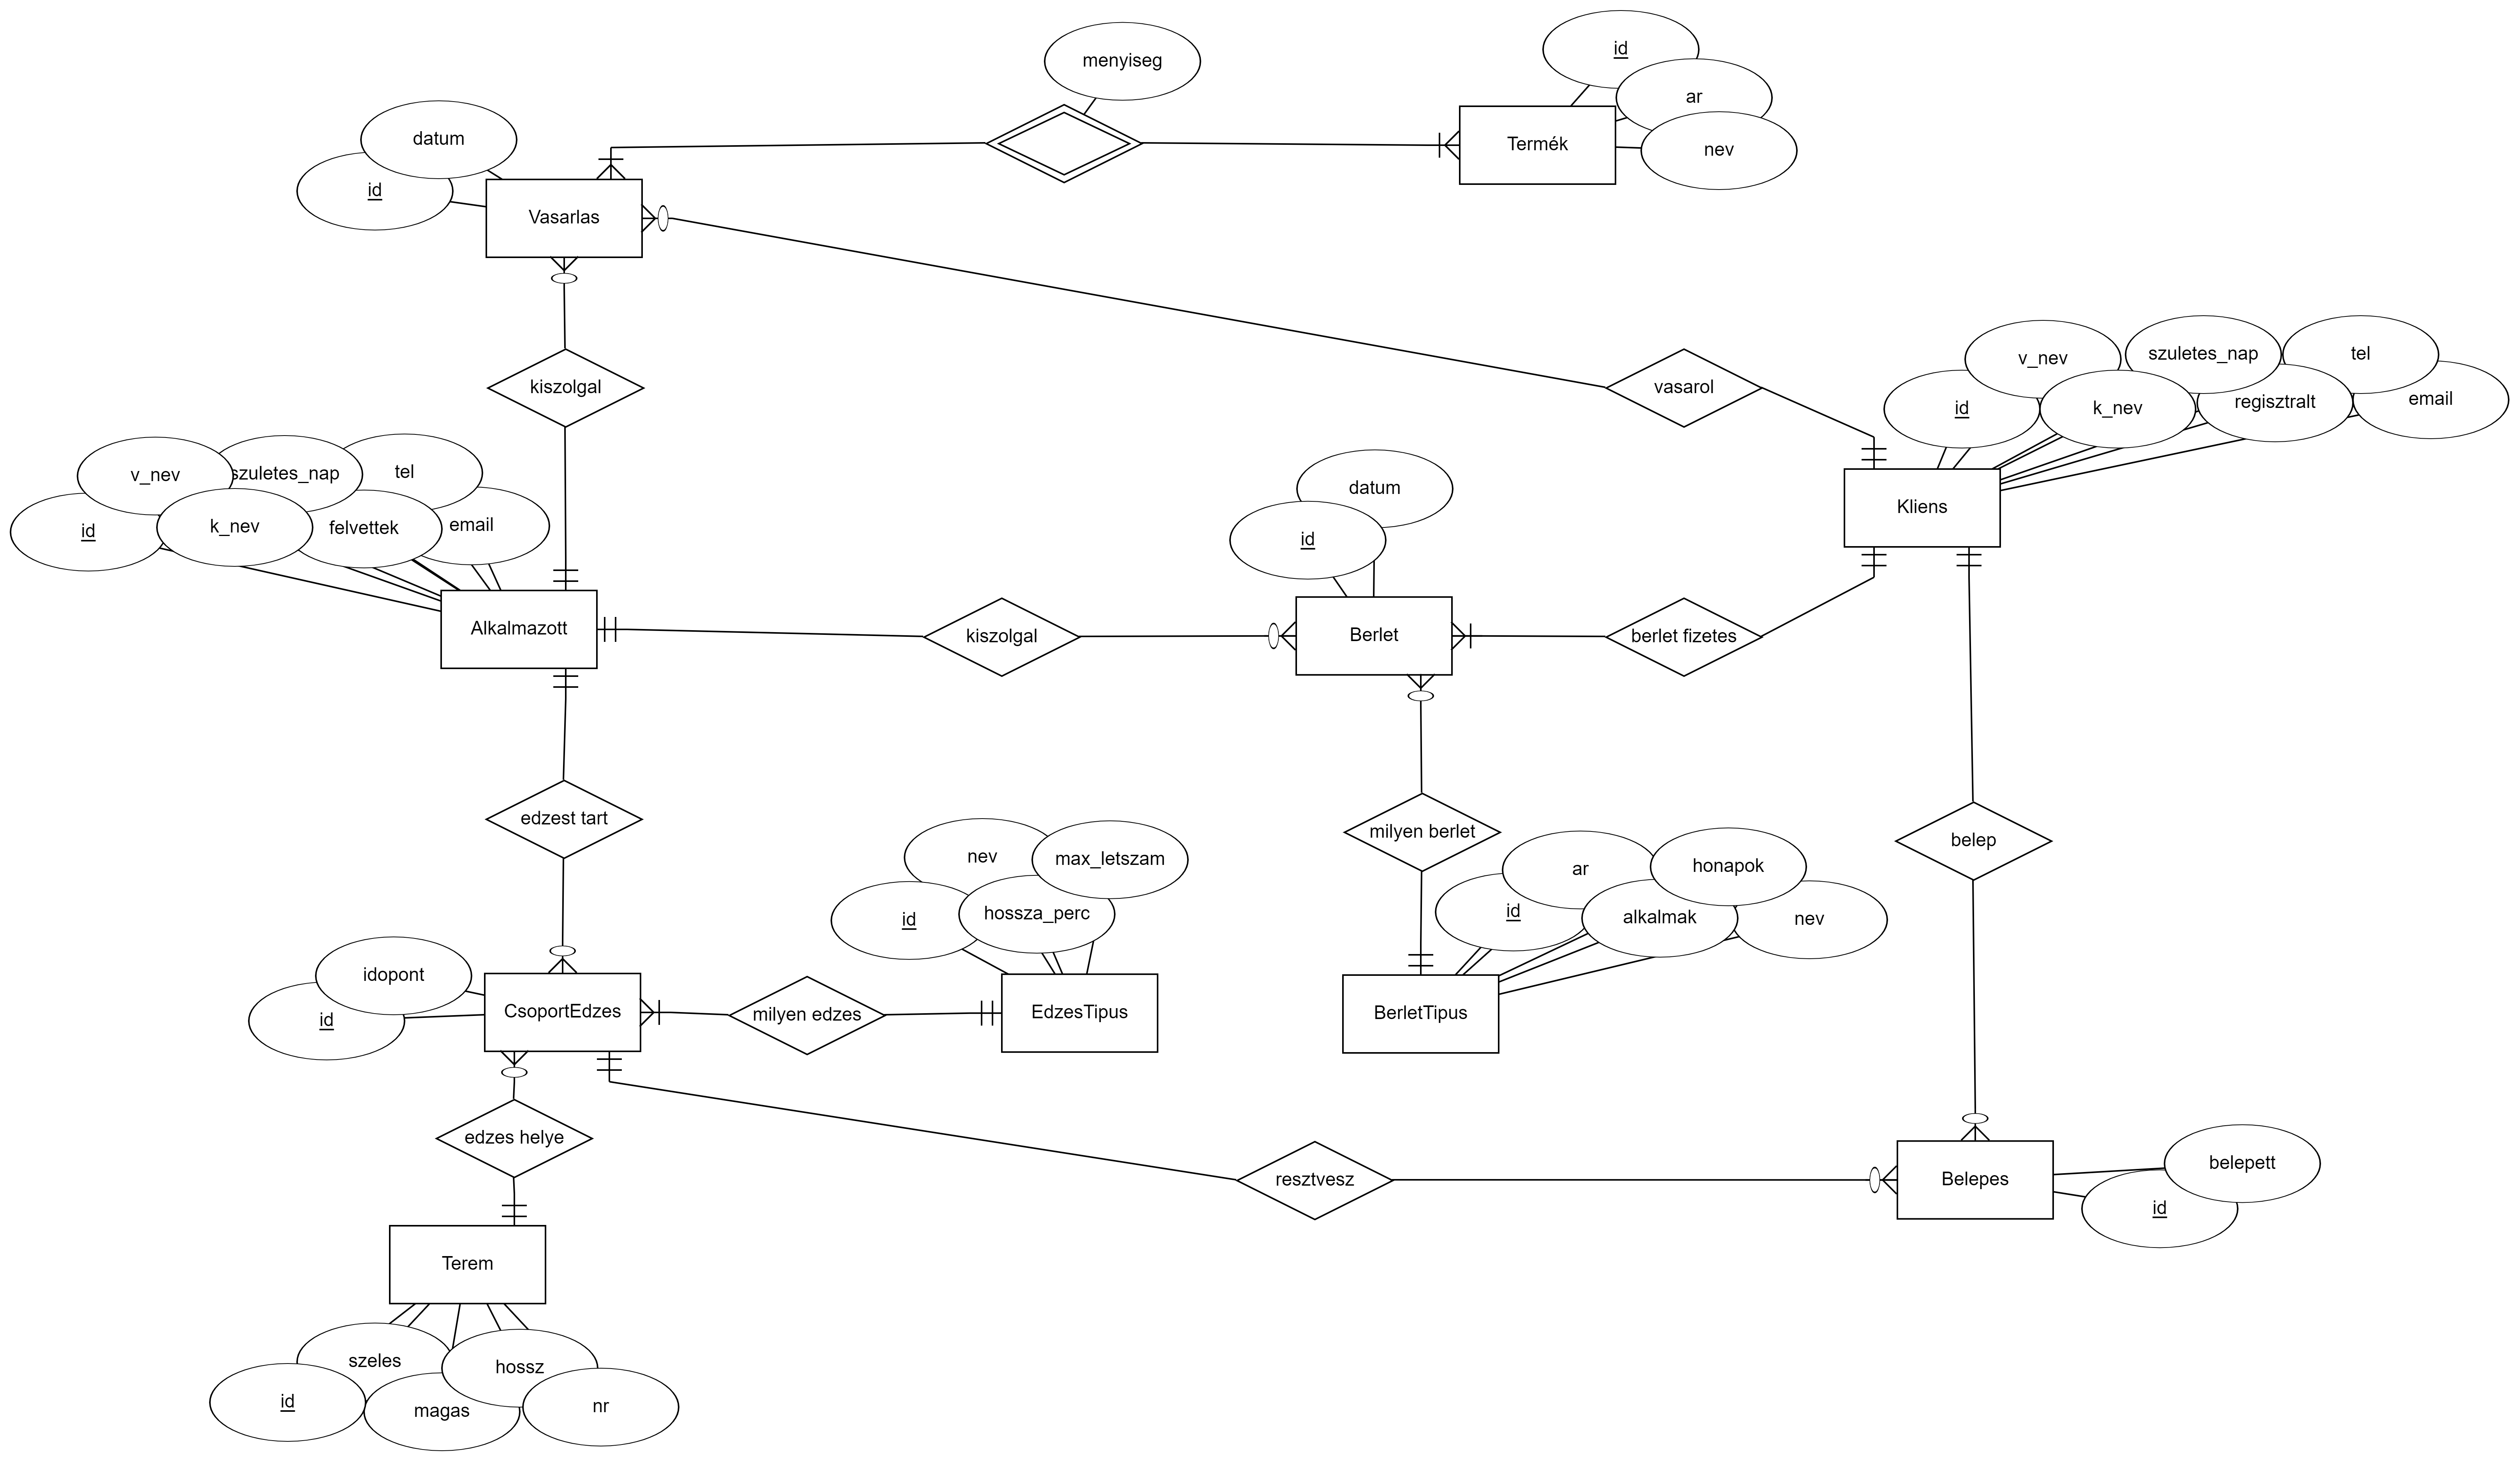 menyiseg
id
ar
nev
Termék
datum
id
Vasarlas
kiszolgal
vasarol
v_nev
szuletes_nap
tel
id
k_nev
regisztralt
email
Kliens
v_nev
szuletes_nap
tel
id
k_nev
felvettek
email
Alkalmazott
datum
id
kiszolgal
Berlet
berlet fizetes
edzest tart
milyen berlet
belep
nev
max_letszam
id
hossza_perc
ar
honapok
id
alkalmak
nev
idopont
id
CsoportEdzes
milyen edzes
EdzesTipus
BerletTipus
edzes helye
resztvesz
Belepes
belepett
id
Terem
szeles
hossz
id
magas
nr